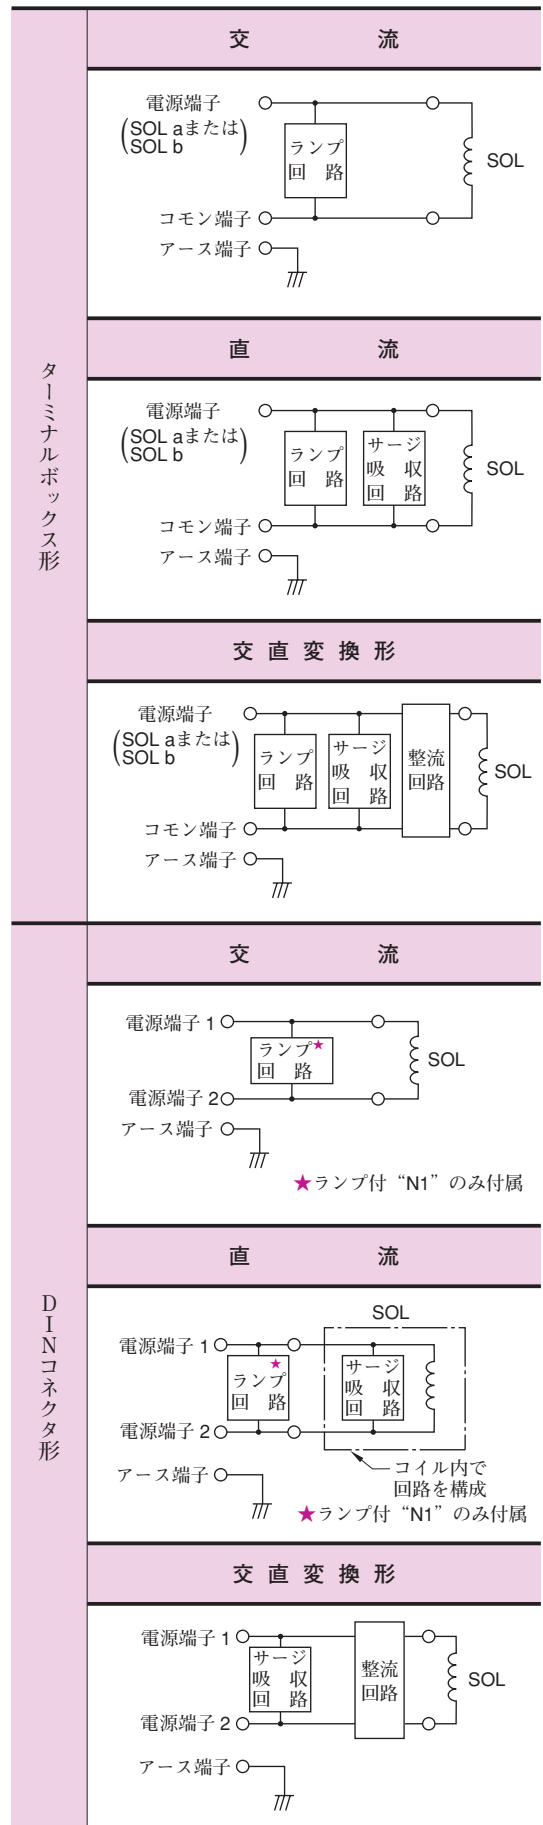 ターミナルボックス形
交流
電源端子
(SOL aまたは
SOL b)
ランプ
回路
SOL
コモン端子
アース端子
直流
電源端子
(SOL aまたは
SOL b)
ランプ
回路
サージ
吸収
回路
SOL
コモン端子
アース端子
交直変換形
電源端子
(SOL aまたは
SOL b)
ランプ
回路
サージ
吸収
回路
整流
回路
SOL
コモン端子
アース端子
DINコネクタ形
交流
電源端子 1
ランプ★
回路
SOL
電源端子 2
アース端子
★ランプ付“N1”のみ付属
直流
SOL
電源端子 1
★
ランプ
回路
サージ
吸収
回路
電源端子 2
コイル内で
回路を構成
アース端子
★ランプ付“N1”のみ付属
交直変換形
電源端子 1
サージ
吸収
回路
整流
回路
SOL
電源端子 2
アース端子